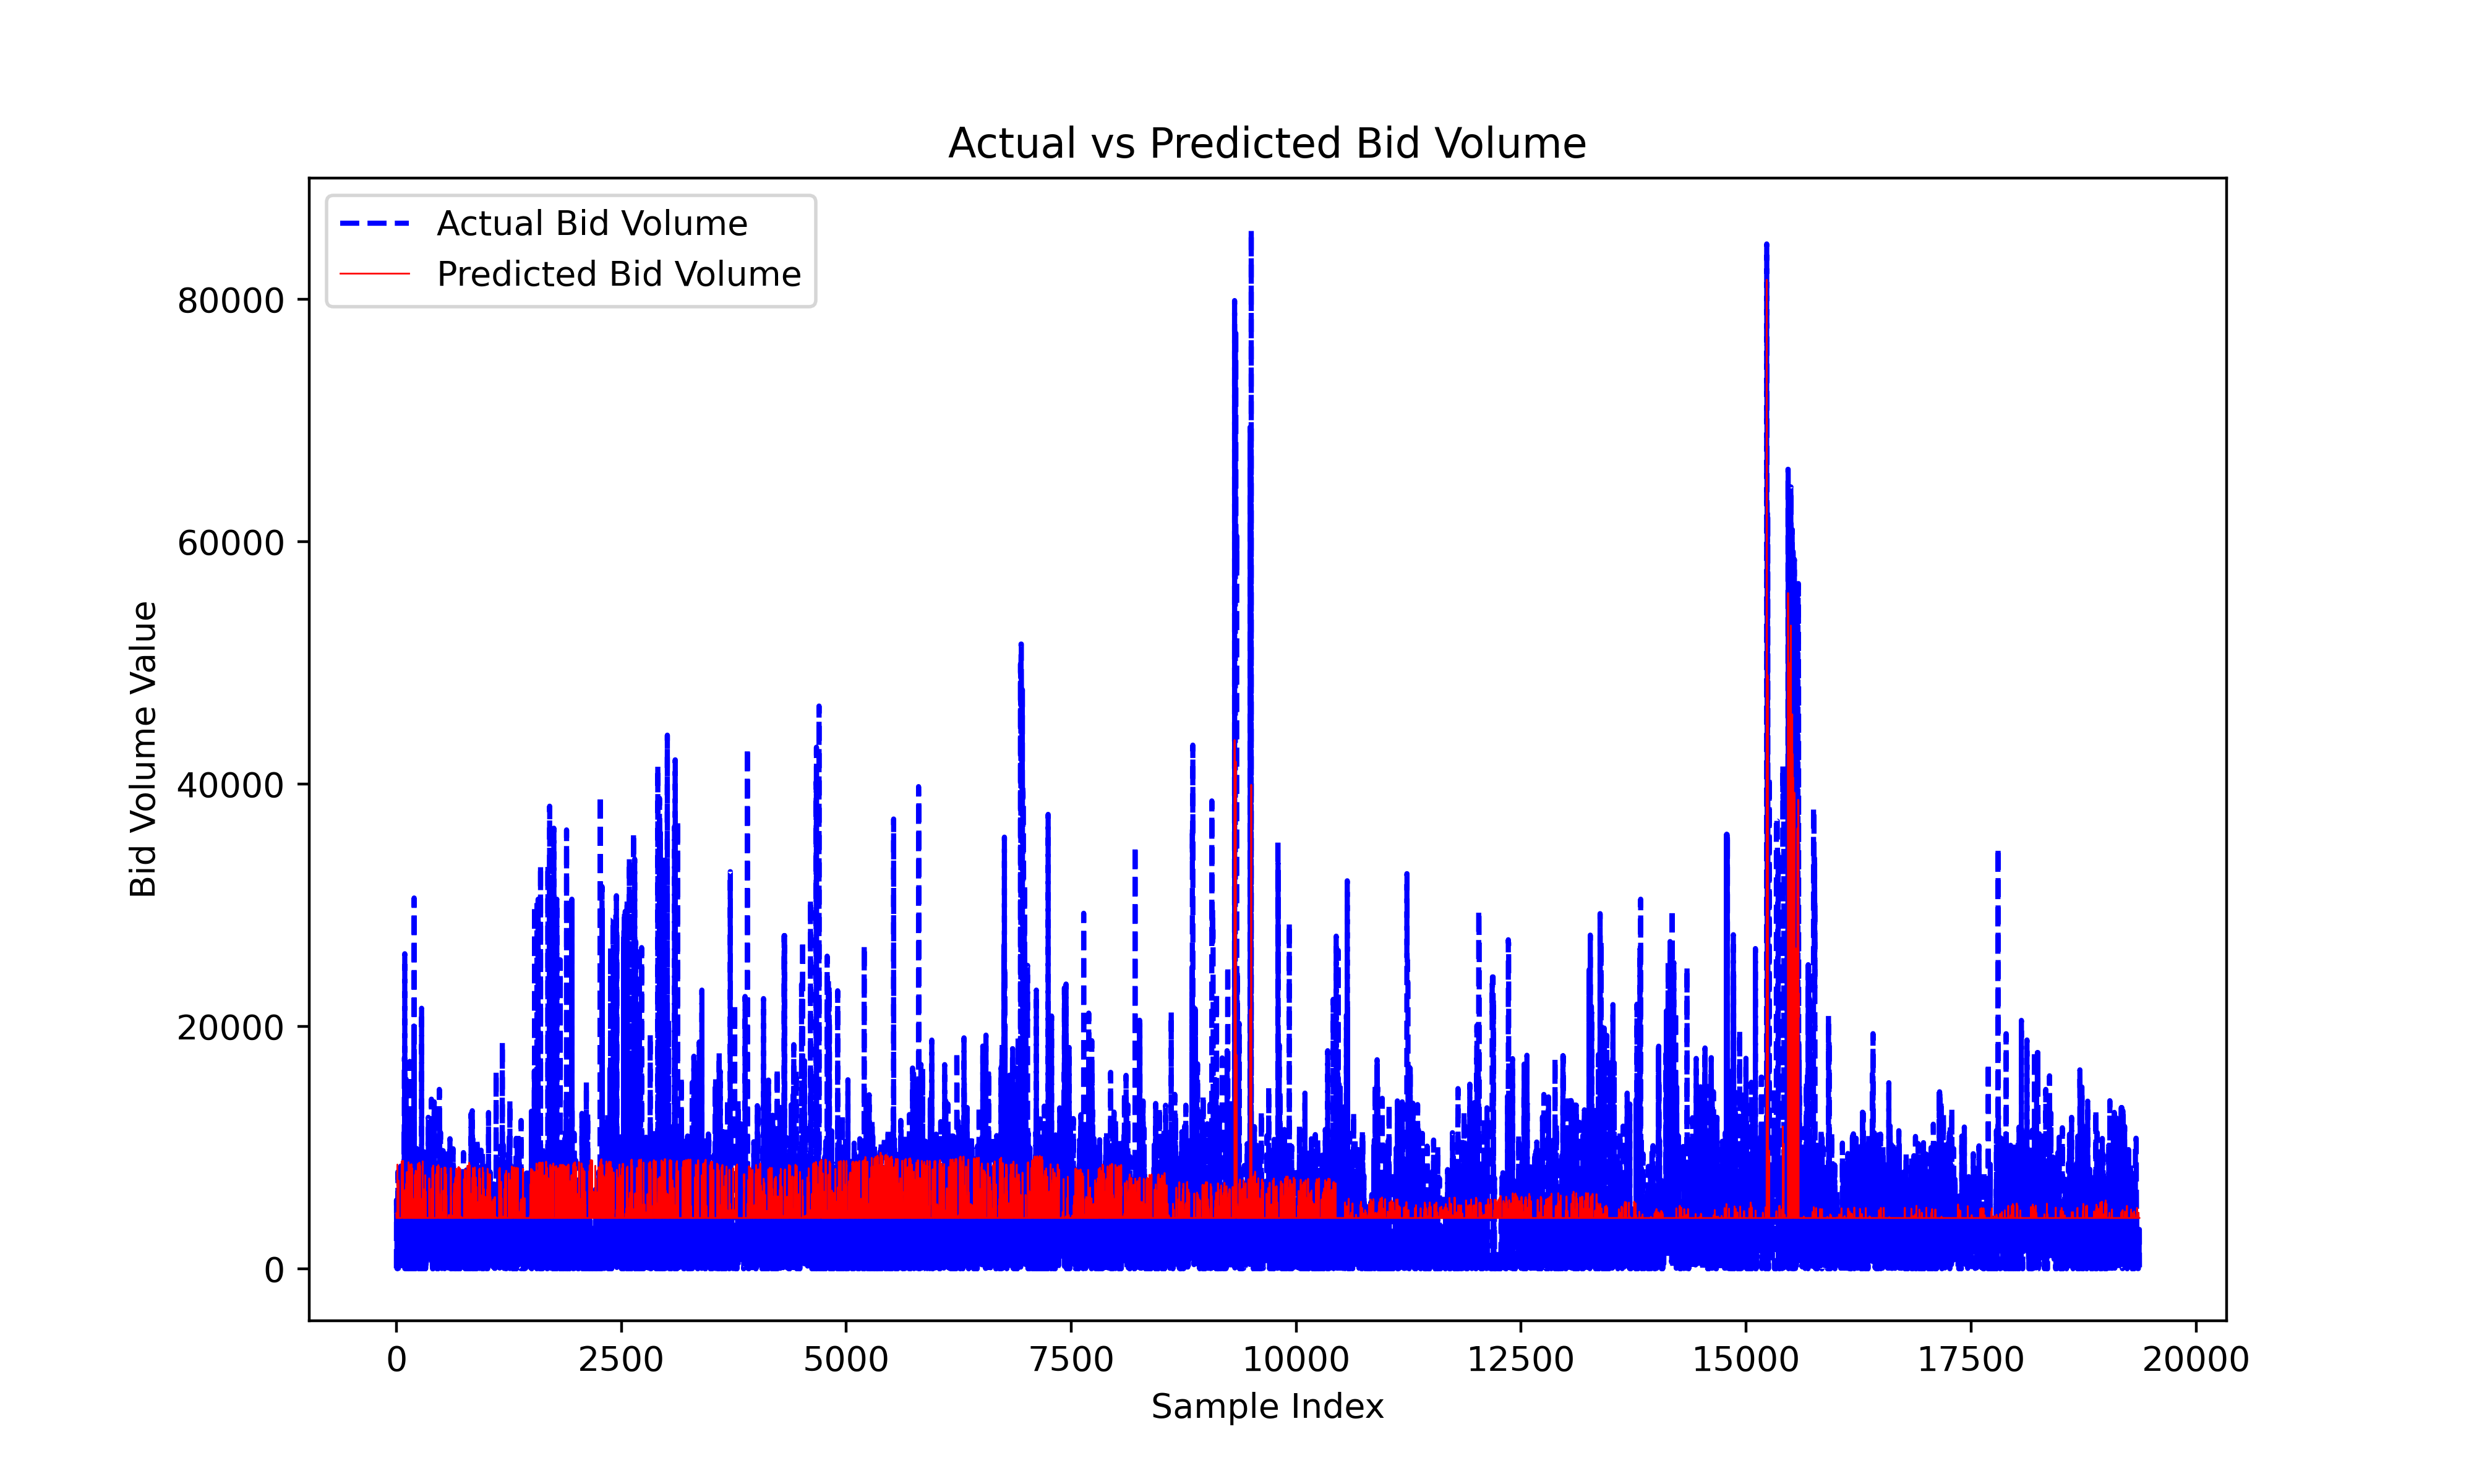 Actual vs Predicted Bid Volume
Actual Bid Volume
Predicted Bid Volume
Bid Volume Value
80000
60000
40000
20000
0
0 2500 5000 7500 10000 12500 15000 17500 20000
Sample Index